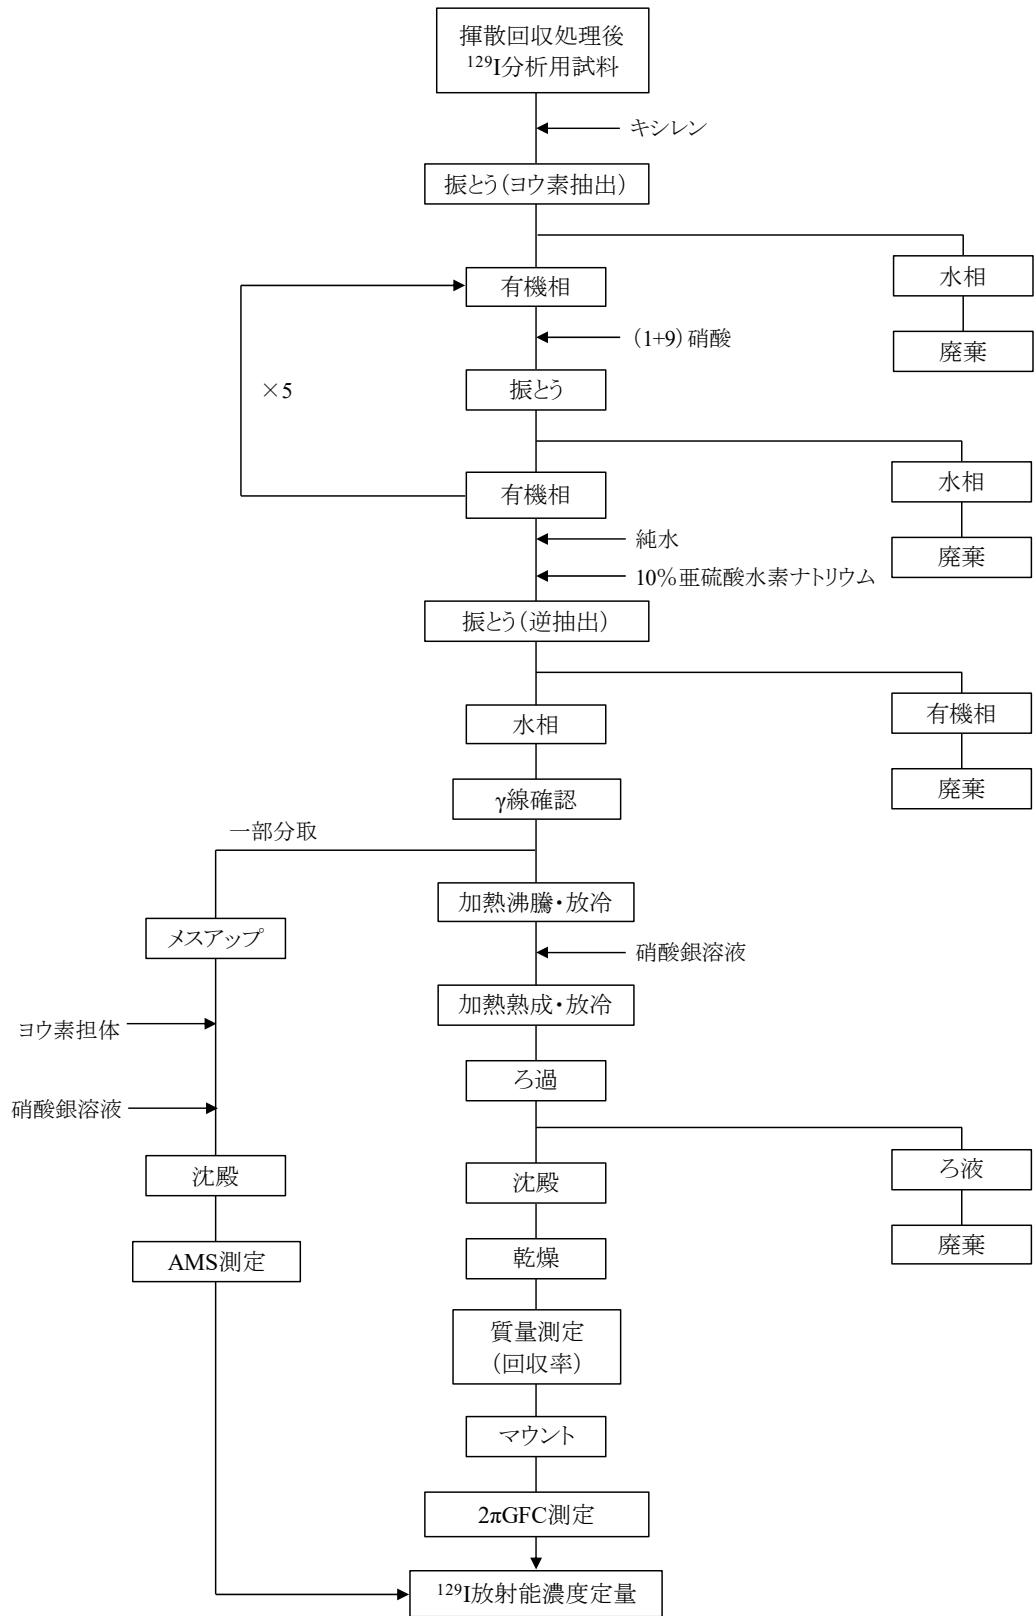 揮散回収処理後
¹²⁹I分析用試料
キシレン
振とう(ヨウ素抽出)
有機相
水相
(1+9)硝酸
廃棄
振とう
×5
有機相
水相
純水
廃棄
10%亜硫酸水素ナトリウム
振とう(逆抽出)
水相
有機相
γ線確認
廃棄
一部分取
加熱沸騰・放冷
メスアップ
硝酸銀溶液
加熱熟成・放冷
ヨウ素担体
ろ過
硝酸銀溶液
沈殿
沈殿
ろ液
AMS測定
乾燥
廃棄
質量測定
(回収率)
マウント
2πGFC測定
¹²⁹I放射能濃度定量